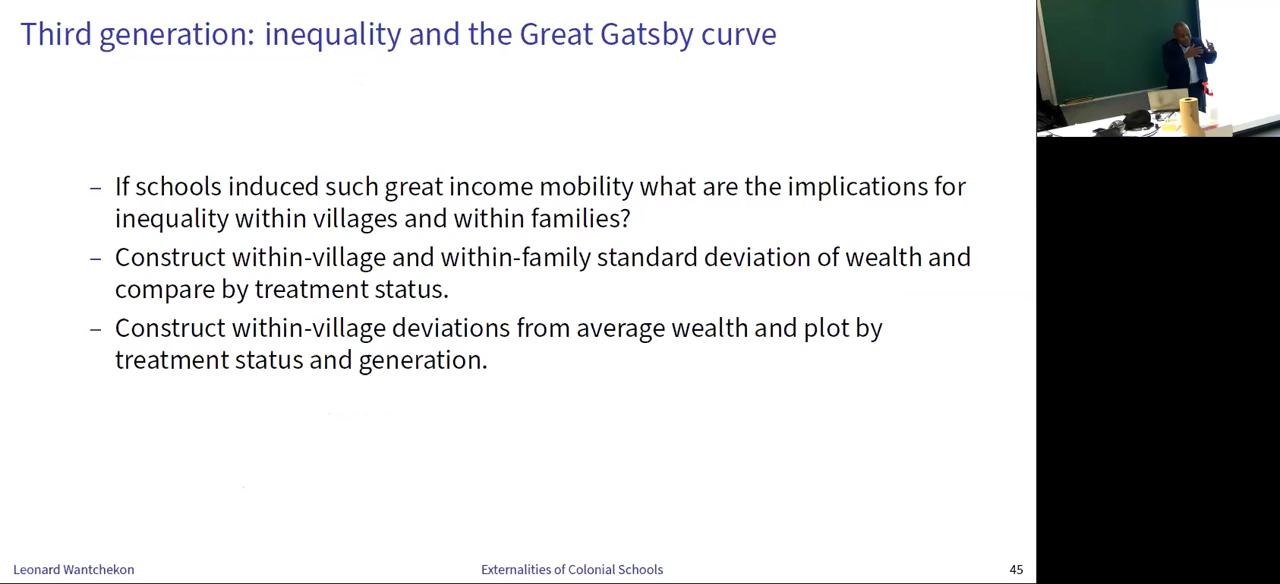 Third generation: inequality and the Great Gatsby curve
– If schools induced such great income mobility what are the implications for
inequality within villages and within families?
– Construct within-village and within-family standard deviation of wealth and
compare by treatment status.
– Construct within-village deviations from average wealth and plot by
treatment status and generation.
Leonard Wantchekon
Externalities of Colonial Schools
45